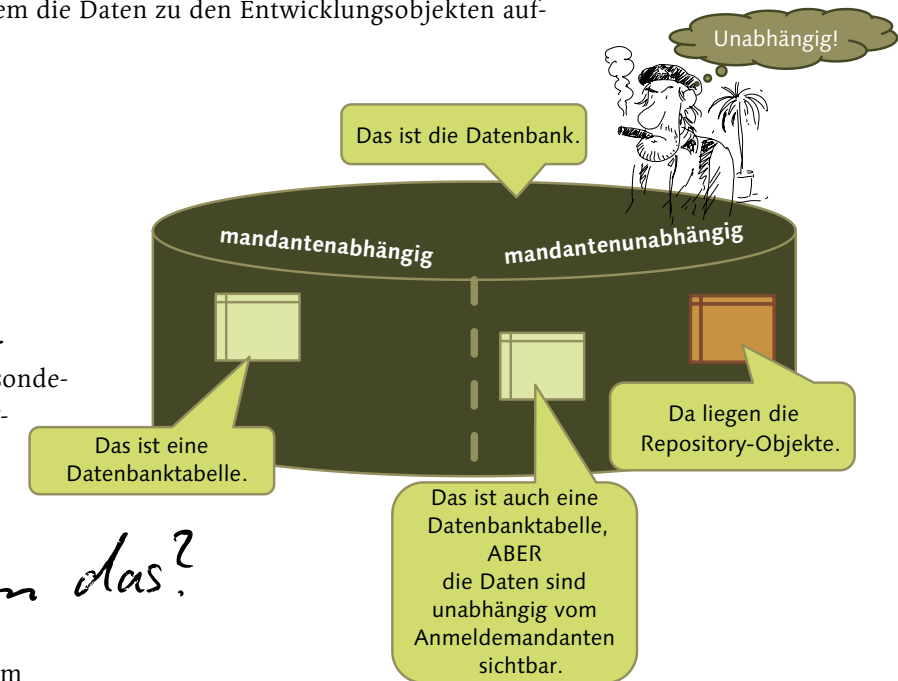 em die Daten zu den Entwicklungsobjekten auf-
Unabhängig!
Das ist die Datenbank.
mandantenabhängig
mandantenunabhängig
sonde-
Das ist eine
Datenbanktabelle.
Da liegen die
Repository-Objekte.
Das ist auch eine
Datenbanktabelle,
ABER
die Daten sind
unabhängig vom
Anmeldemandanten
sichtbar.
das?
m